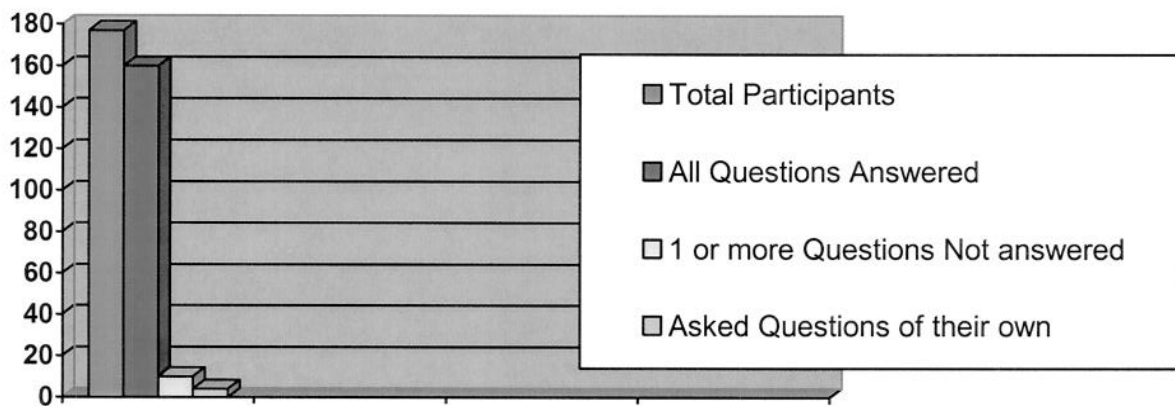 180
160
140
120
100
80
60
40
20
0
Total Participants
All Questions Answered
1 or more Questions Not answered
Asked Questions of their own